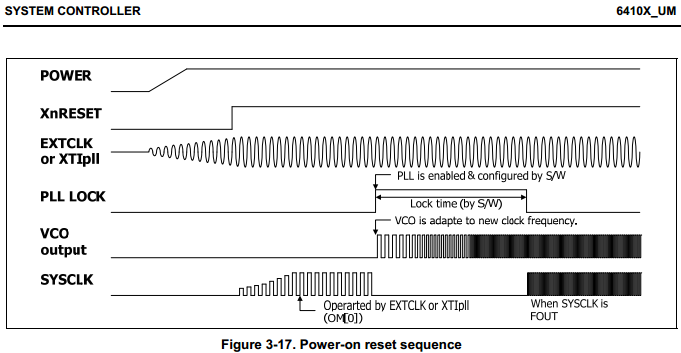 SYSTEM CONTROLLER 6410X_UM
POWER
XnRESET
EXTCLK
or XTIpll
PLL is enabled & configured by S/W
PLL LOCK
Lock time (by S/W)
VCO is adapte to new clock frequency.
VCO
output
SYSCLK
Operarted by EXTCLK or XTIpll
(OM[0])
When SYSCLK is
FOUT
Figure 3-17. Power-on reset sequence